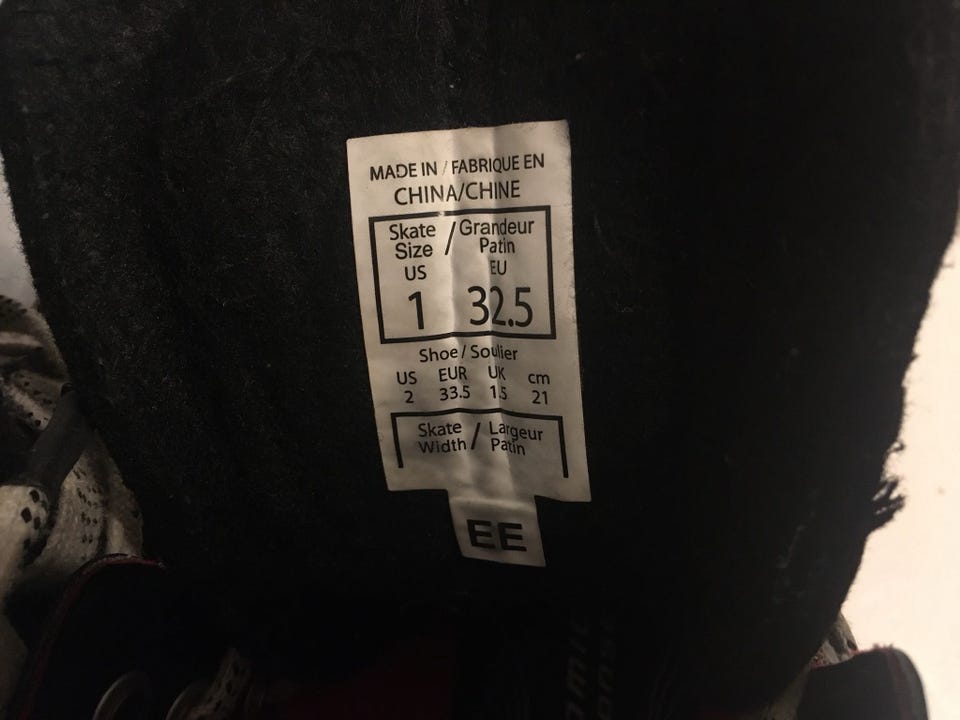 MADE IN / FABRIQUE EN
CHINA/CHINE
Skate Size / Grandeur Patin
US EU
1 32.5
Shoe / Soulier
US EUR UK cm
2 33.5 1.5 21
Skate Width / Largeur Patin
EE